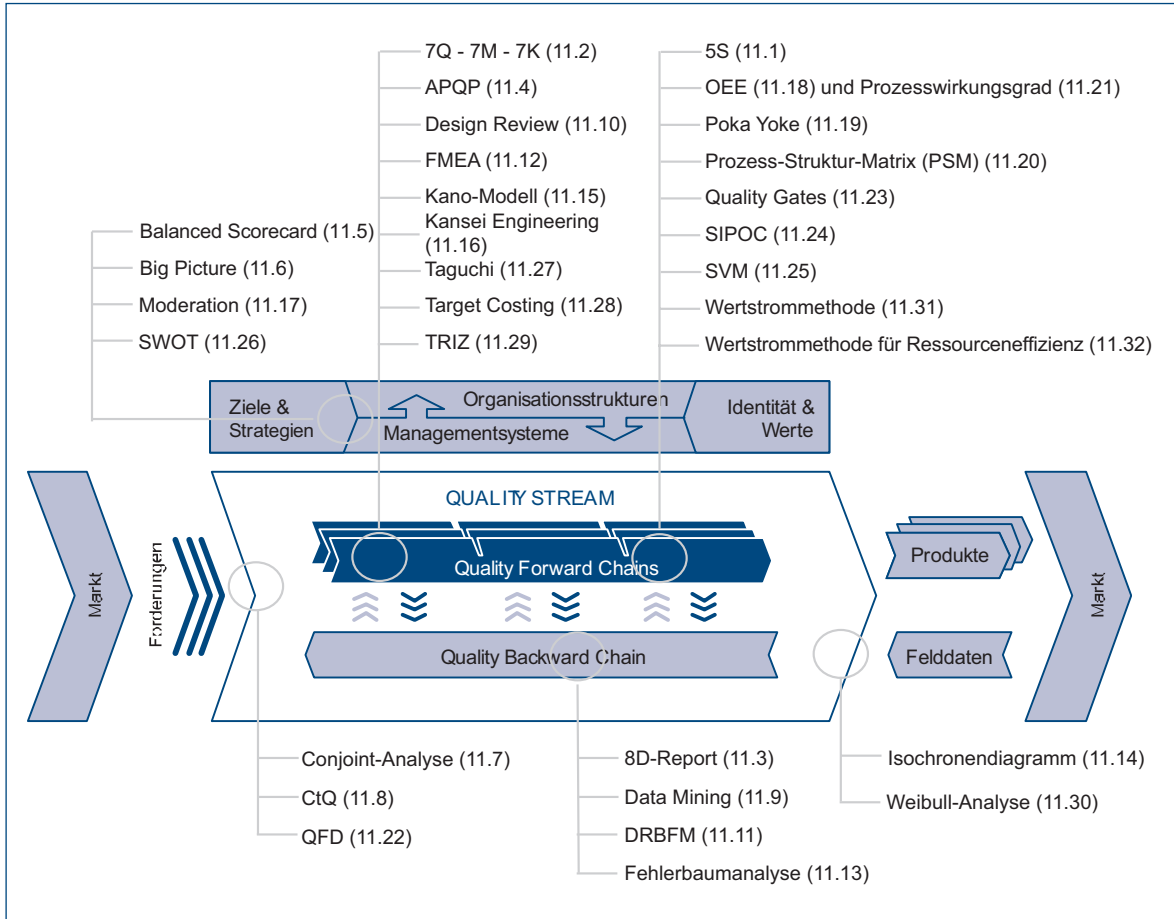 7Q - 7M - 7K (11.2)
APQP (11.4)
Design Review (11.10)
FMEA (11.12)
Kano-Modell (11.15)
Kansei Engineering
(11.16)
Taguchi (11.27)
Target Costing (11.28)
TRIZ (11.29)
5S (11.1)
OEE (11.18) und Prozesswirkungsgrad (11.21)
Poka Yoke (11.19)
Prozess-Struktur-Matrix (PSM) (11.20)
Quality Gates (11.23)
SIPOC (11.24)
SVM (11.25)
Wertstrommethode (11.31)
Wertstrommethode für Ressourceneffizienz (11.32)
Balanced Scorecard (11.5)
Big Picture (11.6)
Moderation (11.17)
SWOT (11.26)
Ziele &
Strategien
Organisationsstrukturen
Managementsysteme
Identität &
Werte
Markt
Forderungen
QUALITY STREAM
Quality Forward Chains
Quality Backward Chain
Produkte
Felddaten
Markt
Conjoint-Analyse (11.7)
CtQ (11.8)
QFD (11.22)
8D-Report (11.3)
Data Mining (11.9)
DRBFM (11.11)
Fehlerbaumanalyse (11.13)
Isochronendiagramm (11.14)
Weibull-Analyse (11.30)